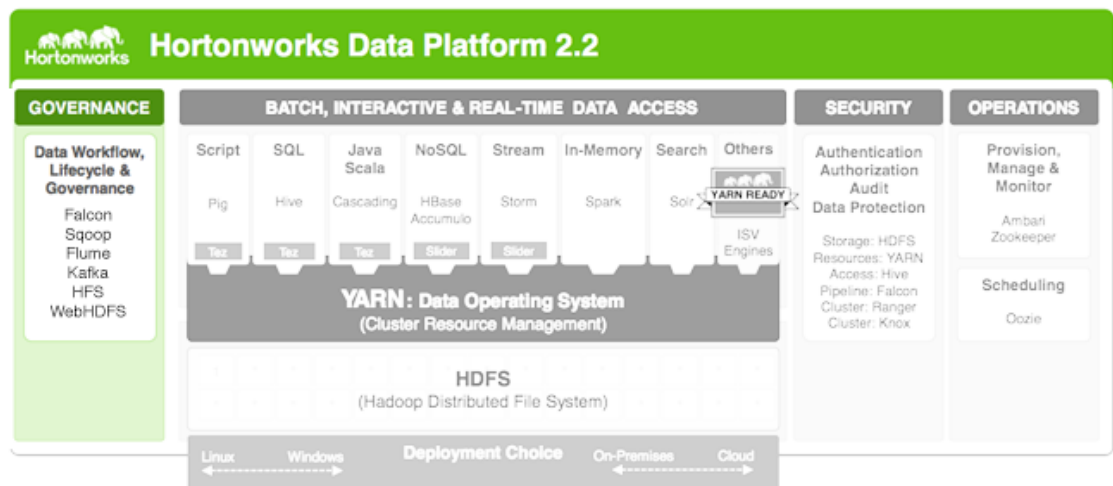 Hortonworks
Hortonworks Data Platform 2.2
GOVERNANCE
Data Workflow,
Lifecycle &
Governance
Falcon
Sqoop
Flume
Kafka
HFS
WebHDFS
BATCH, INTERACTIVE & REAL-TIME DATA ACCESS
Script
Pig
Tez
SQL
Hive
Tez
Java
Scala
Cascading
Tez
NoSQL
HBase
Accumulo
Slider
Stream
Storm
Slider
In-Memory
Spark
Search
Solr
Others
YARN READY
ISV
Engines
YARN : Data Operating System
(Cluster Resource Management)
HDFS
(Hadoop Distributed File System)
Deployment Choice
Linux
Windows
On-Premises
Cloud
SECURITY
Authentication
Authorization
Audit
Data Protection
Storage: HDFS
Resources: YARN
Access: Hive
Pipeline: Falcon
Cluster: Ranger
Cluster: Knox
OPERATIONS
Provision,
Manage &
Monitor
Ambari
Zookeeper
Scheduling
Oozie